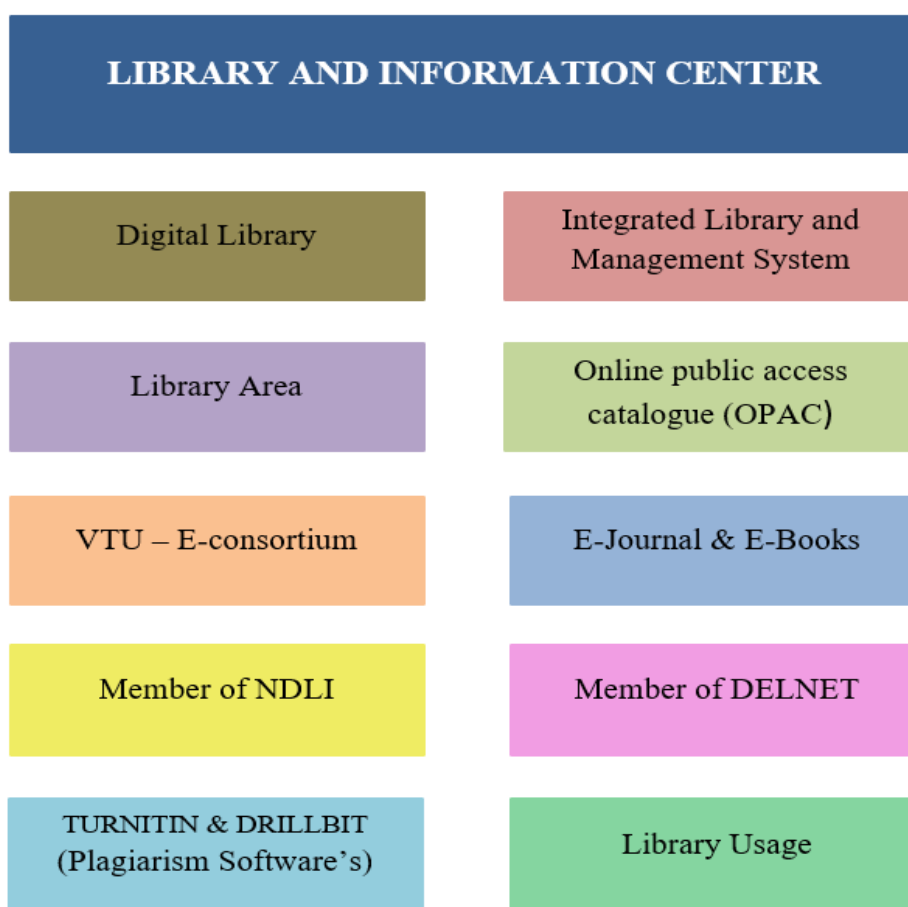 LIBRARY AND INFORMATION CENTER
Digital Library
Integrated Library and
Management System
Library Area
Online public access
catalogue (OPAC)
VTU – E-consortium
E-Journal & E-Books
Member of NDLI
Member of DELNET
TURNITIN & DRILLBIT
(Plagiarism Software’s)
Library Usage